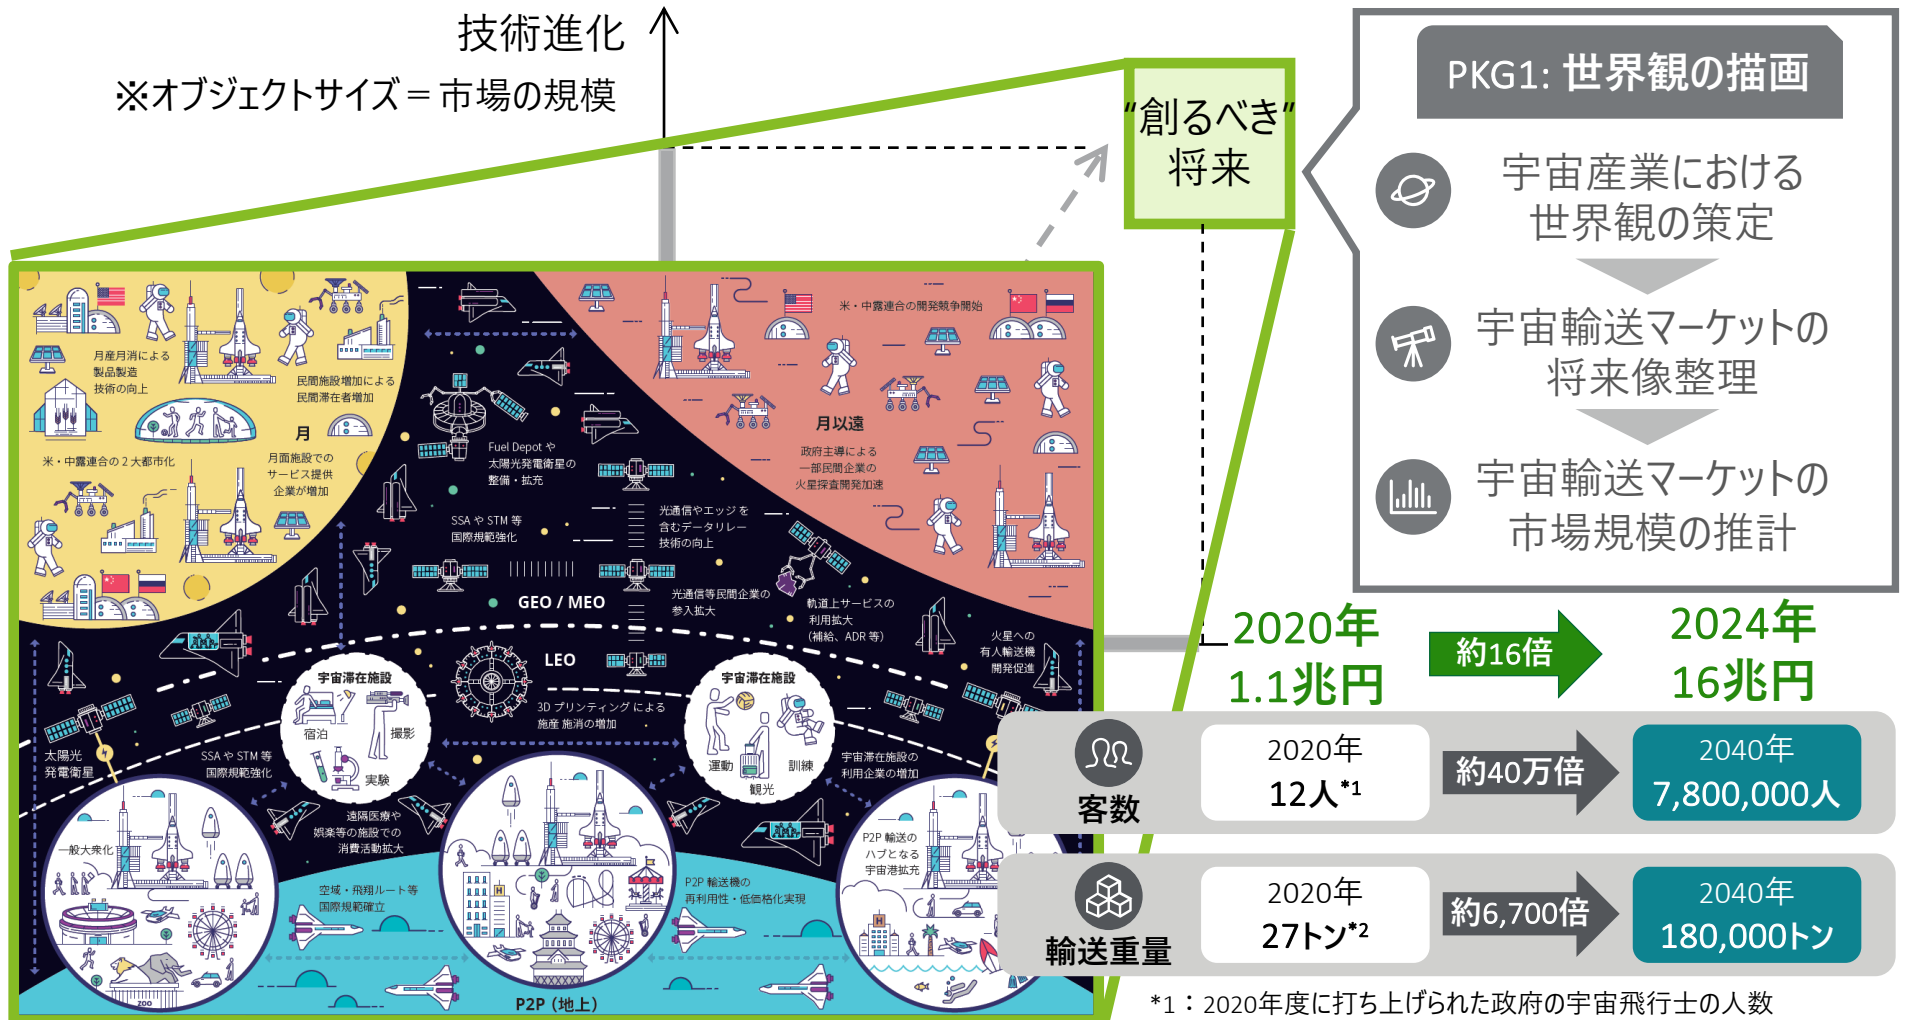 技術進化
※オブジェクトサイズ＝市場の規模
“創るべき”
将来
PKG1: 世界観の描画
宇宙産業における
世界観の策定
宇宙輸送マーケットの
将来像整理
宇宙輸送マーケットの
市場規模の推計
月産月消による
製品製造
技術の向上
民間施設増加による
民間滞在者増加
月
米・中露連合の2大都市化
月面施設での
サービス提供
企業が増加
米・中露連合の開発競争開始
月以遠
政府主導による
一部民間企業の
火星探査開発加速
Fuel Depot や
太陽光発電衛星の
整備・拡充
SSA や STM 等
国際規範強化
光通信やエッジを
含むデータリレー
技術の向上
GEO / MEO
光通信等民間企業の
参入拡大
軌道上サービスの
利用拡大
（補給、ADR 等）
火星への
有人輸送機
開発促進
LEO
宇宙滞在施設
宿泊
撮影
実験
3D プリンティング による
施産 施消の増加
宇宙滞在施設
運動
訓練
観光
太陽光
発電衛星
SSA や STM 等
国際規範強化
宇宙滞在施設の
利用企業の増加
遠隔医療や
娯楽等の施設での
消費活動拡大
一般大衆化
ZOO
空域・飛翔ルート等
国際規範確立
H
P2P 輸送機の
再利用性・低価格化実現
P2P 輸送の
ハブとなる
宇宙港拡充
H
P2P（地上）
2020年
1.1兆円
約16倍
2024年
16兆円
客数
2020年
12人*1
約40万倍
2040年
7,800,000人
輸送重量
2020年
27トン*2
約6,700倍
2040年
180,000トン
*1：2020年度に打ち上げられた政府の宇宙飛行士の人数